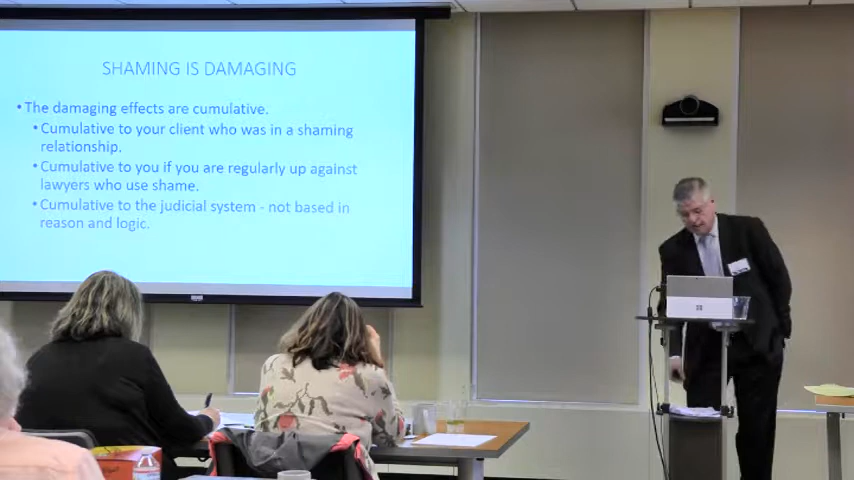 SHAMING IS DAMAGING
• The damaging effects are cumulative.
• Cumulative to your client who was in a shaming
relationship.
• Cumulative to you if you are regularly up against
lawyers who use shame.
• Cumulative to the judicial system - not based in
reason and logic.